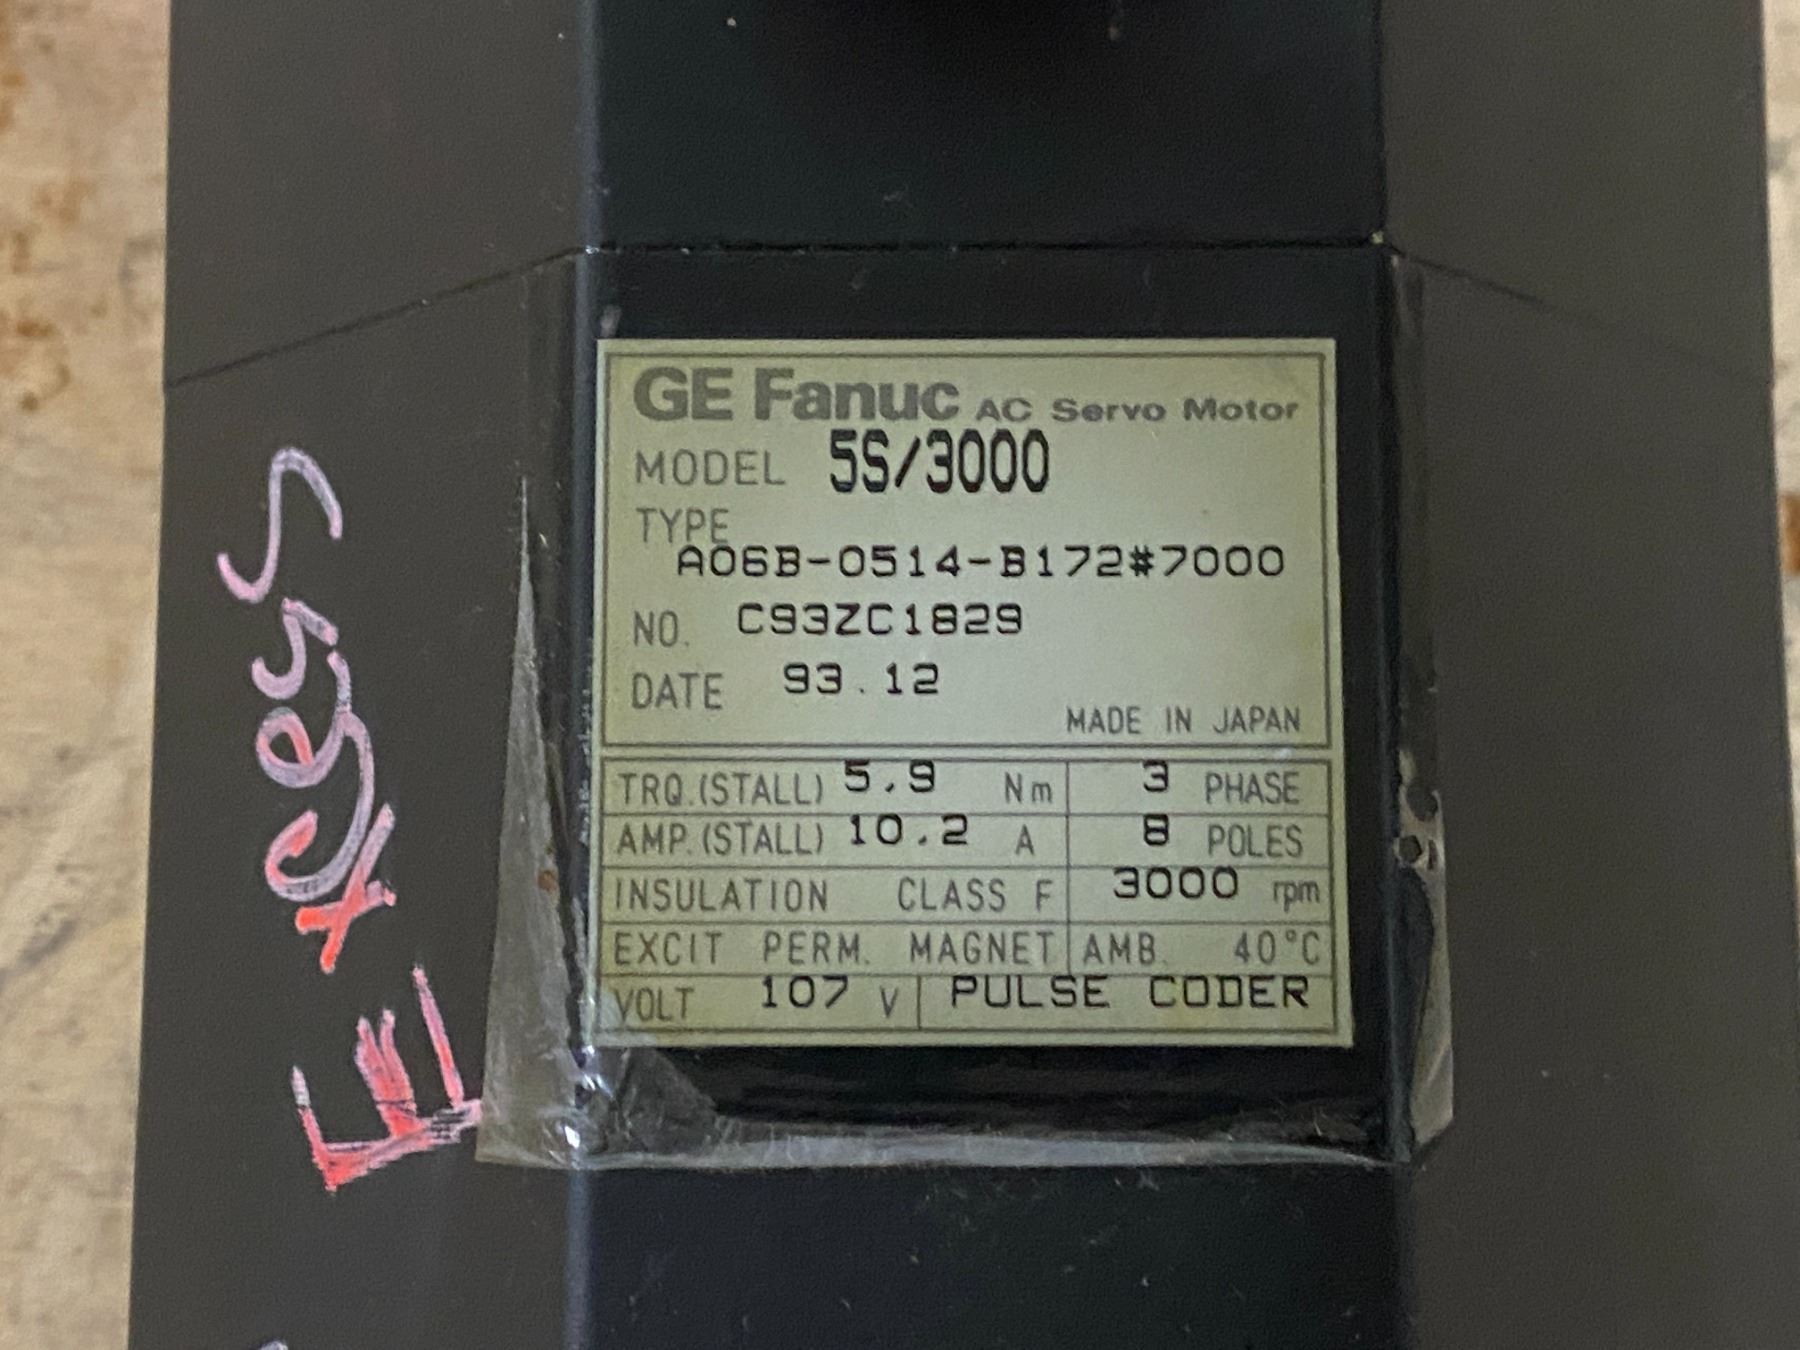 GE Fanuc AC Servo Motor
MODEL 5S/3000
TYPE
A06B-0514-B172#7000
NO. C93ZC1829
DATE 93.12
MADE IN JAPAN
TRQ.(STALL) 5.9 Nm 3 PHASE
AMP.(STALL) 10.2 A 8 POLES
INSULATION CLASS F 3000 rpm
EXCIT PERM. MAGNET AMB. 40°C
VOLT 107 V PULSE CODER
Excess